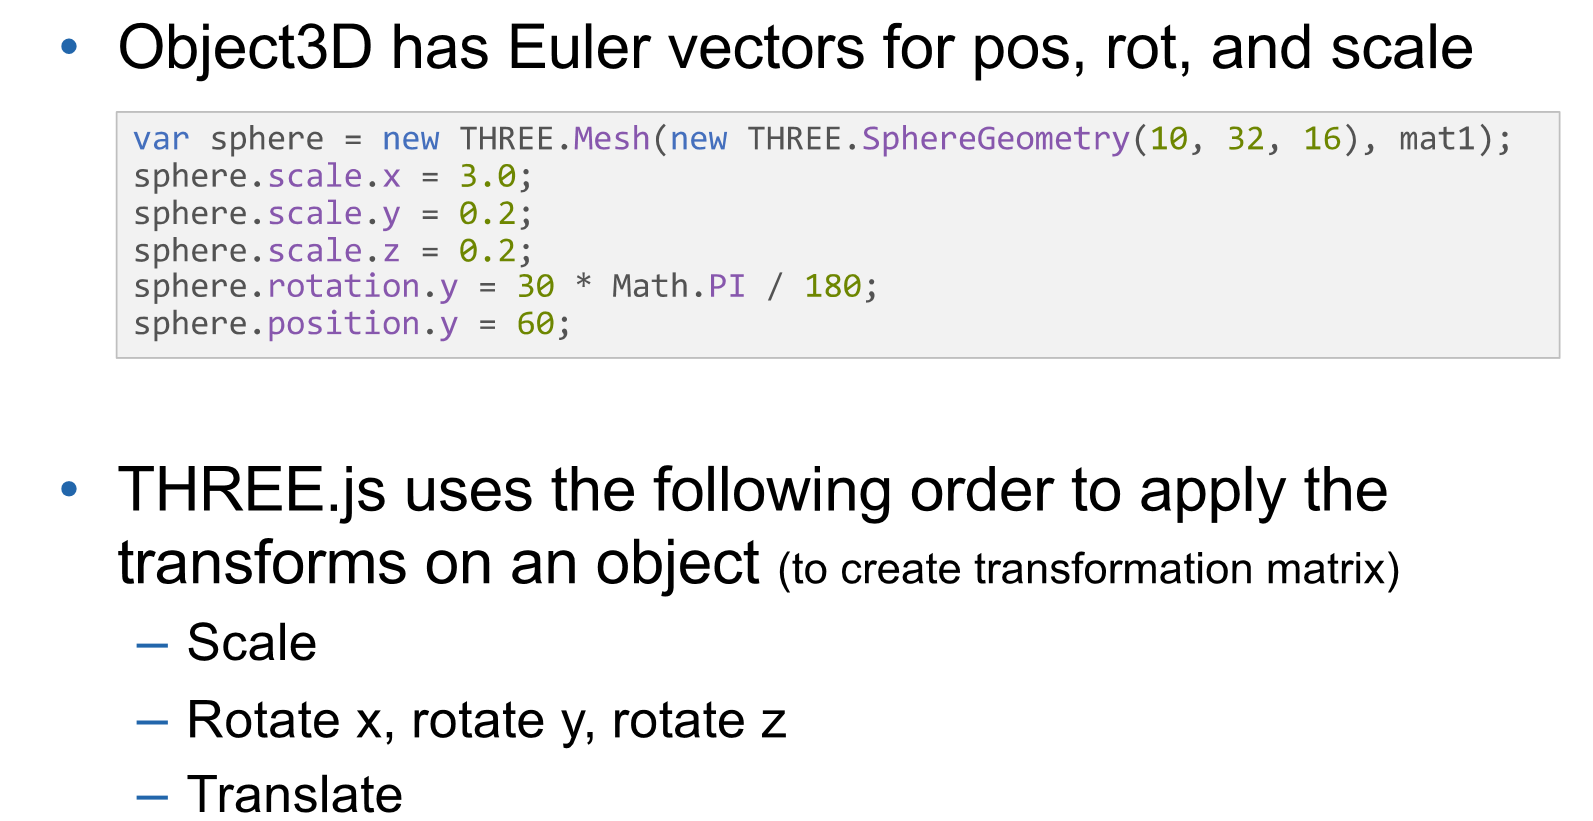 • Object3D has Euler vectors for pos, rot, and scale
var sphere = new THREE.Mesh(new THREE.SphereGeometry(10, 32, 16), mat1);
sphere.scale.x = 3.0;
sphere.scale.y = 0.2;
sphere.scale.z = 0.2;
sphere.rotation.y = 30 * Math.PI / 180;
sphere.position.y = 60;
• THREE.js uses the following order to apply the
transforms on an object (to create transformation matrix)
– Scale
– Rotate x, rotate y, rotate z
– Translate